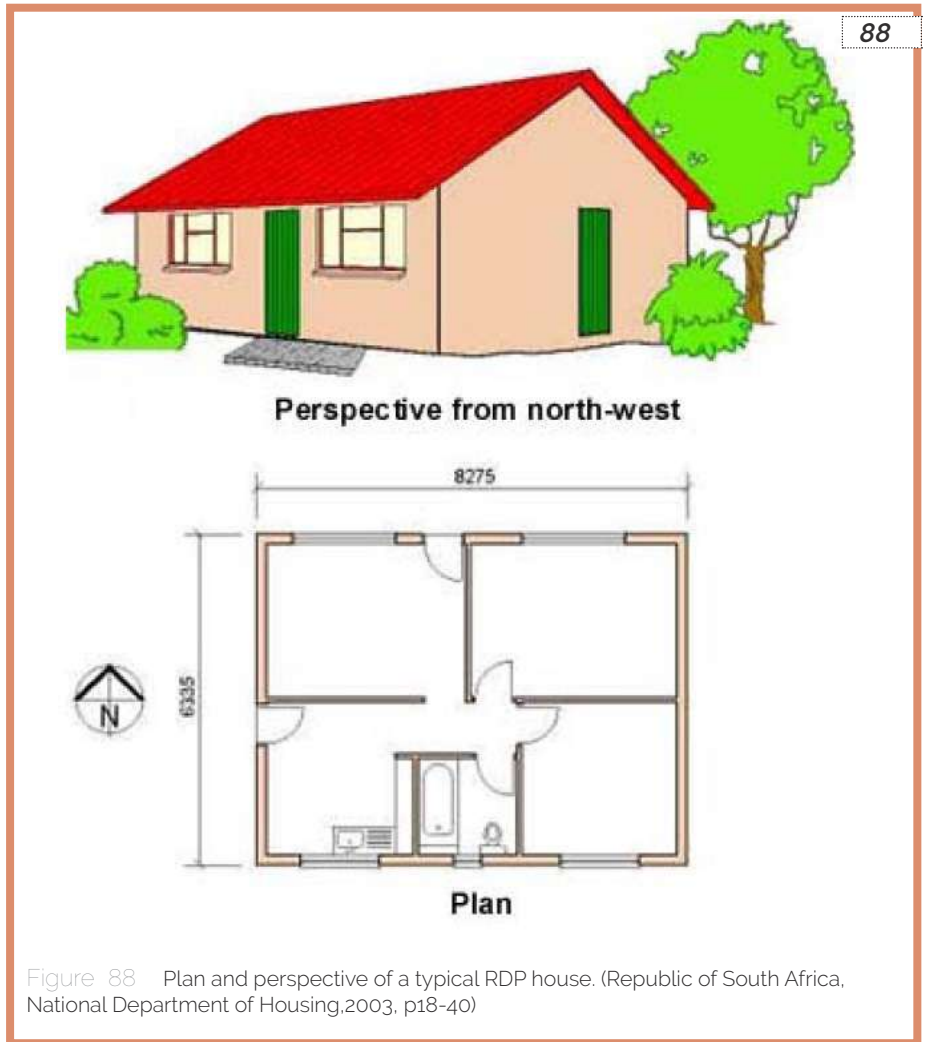 88
Perspective from north-west
8275
6335
N
Plan
Figure 88 Plan and perspective of a typical RDP house. (Republic of South Africa,
National Department of Housing,2003, p18-40)